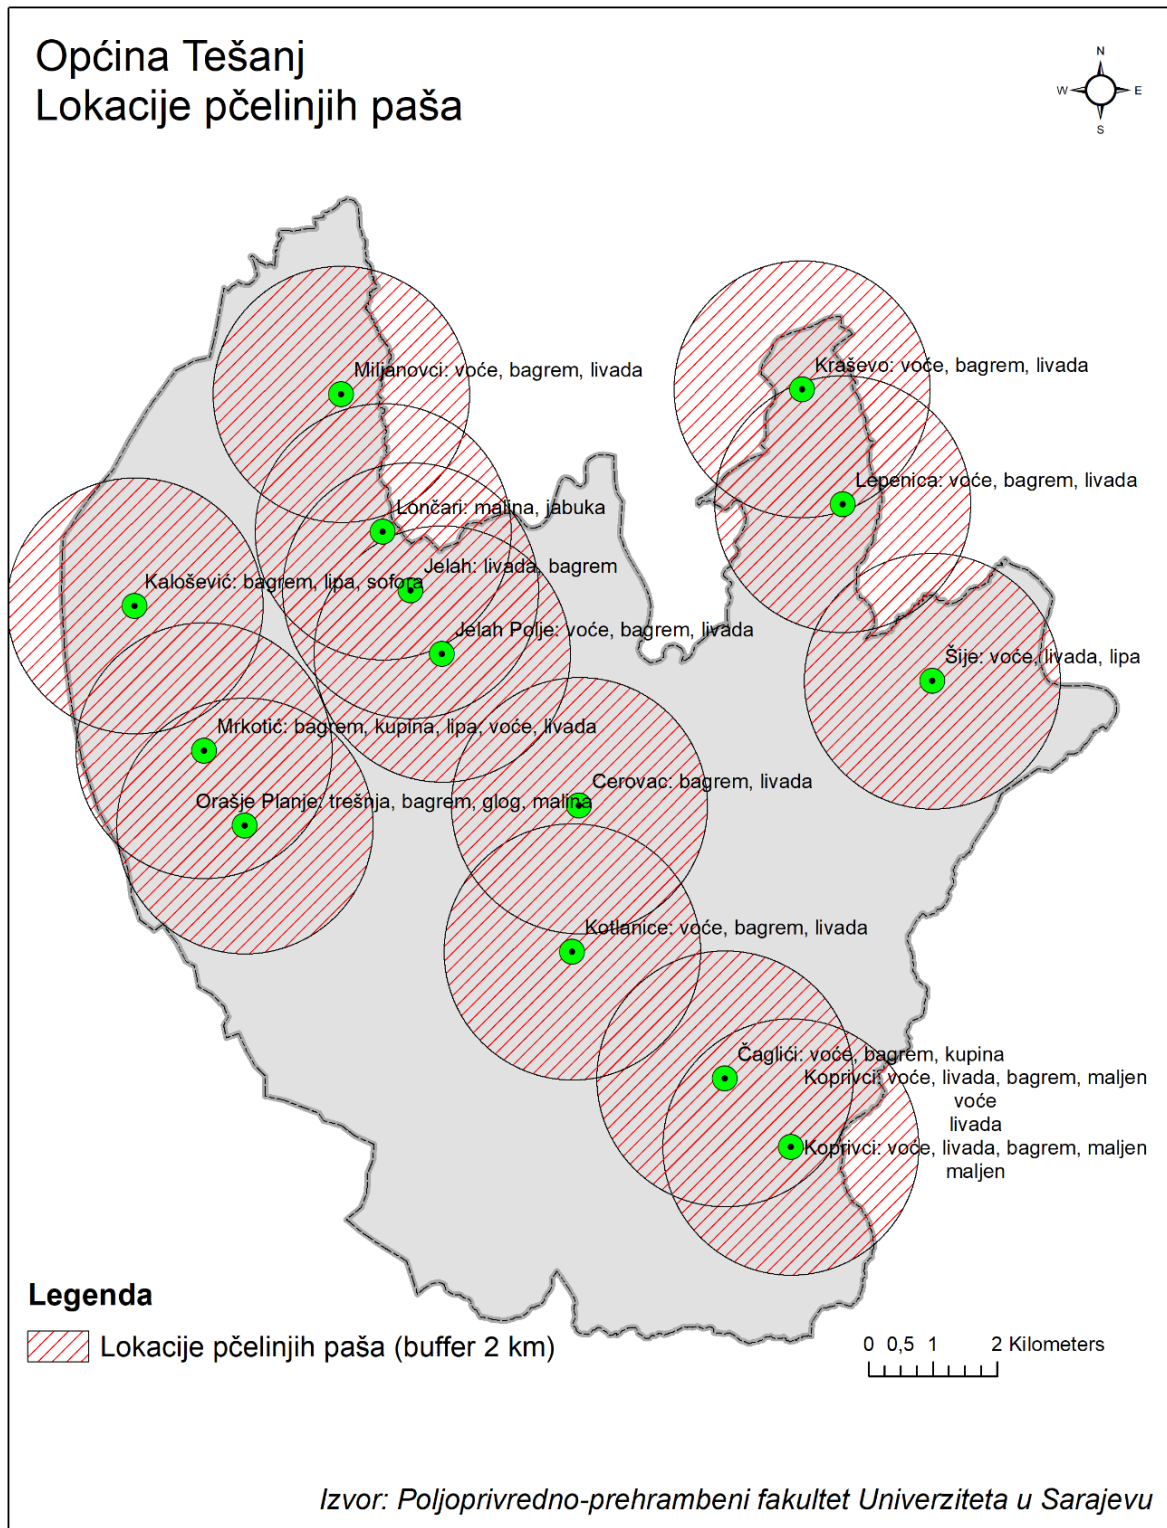 Općina Tešanj
Lokacije pčelinjih paša
N
W
E
S
Miljanovci: voće, bagrem, livada
Kraševo: voće, bagrem, livada
Lepenica: voće, bagrem, livada
Lončari: malina, jabuka
Jelah: livada, bagrem
Kalošević: bagrem, lipa, sofora
Jelah Polje: voće, bagrem, livada
Šije: voće, livada, lipa
Mrkotić: bagrem, kupina, lipa, voće, livada
Cerovac: bagrem, livada
Orašje Planje: trešnja, bagrem, glog, malina
Kotlanice: voće, bagrem, livada
Čaglići: voće, bagrem, kupina
Koprivci: voće, livada, bagrem, maljen
voće
livada
Koprivci: voće, livada, bagrem, maljen
maljen
Legenda
Lokacije pčelinjih paša (buffer 2 km)
0 0,5 1 2 Kilometers
Izvor: Poljoprivredno-prehrambeni fakultet Univerziteta u Sarajevu